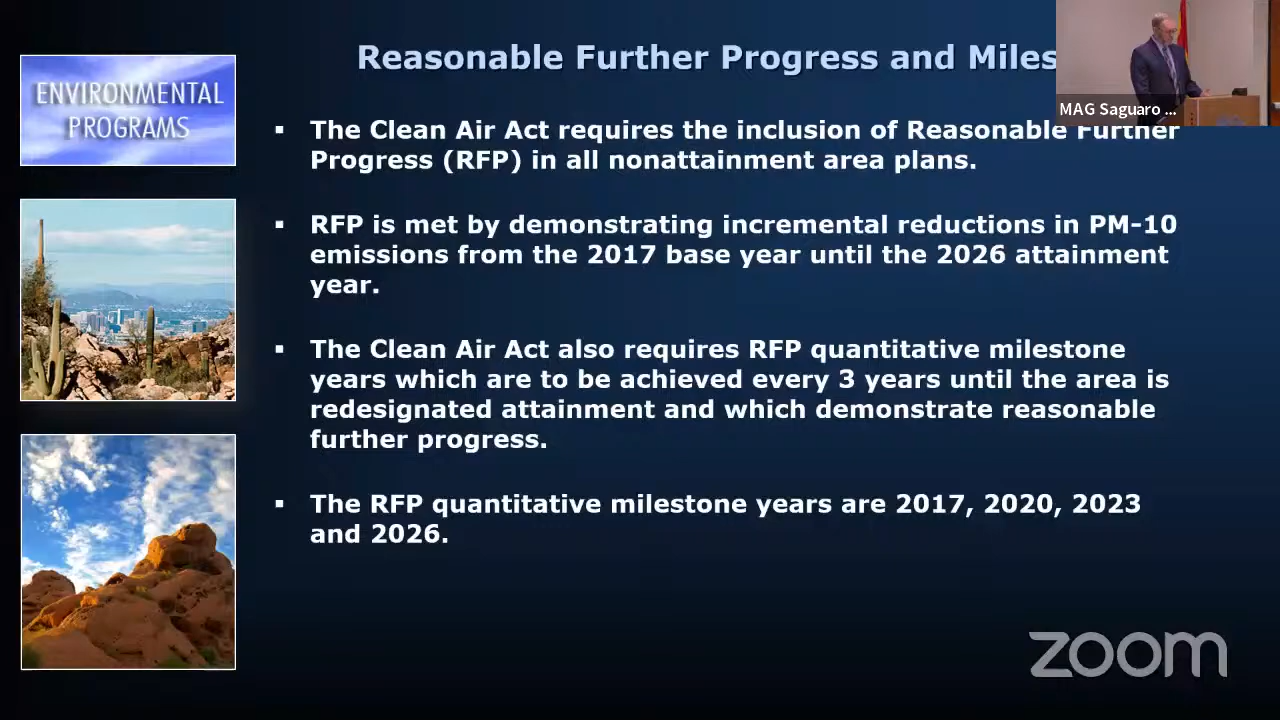 Reasonable Further Progress and Miles
ENVIRONMENTAL
PROGRAMS
MAG Saguaro ...
▪ The Clean Air Act requires the inclusion of Reasonable Further
Progress (RFP) in all nonattainment area plans.
▪ RFP is met by demonstrating incremental reductions in PM-10
emissions from the 2017 base year until the 2026 attainment
year.
▪ The Clean Air Act also requires RFP quantitative milestone
years which are to be achieved every 3 years until the area is
redesignated attainment and which demonstrate reasonable
further progress.
▪ The RFP quantitative milestone years are 2017, 2020, 2023
and 2026.
zoom